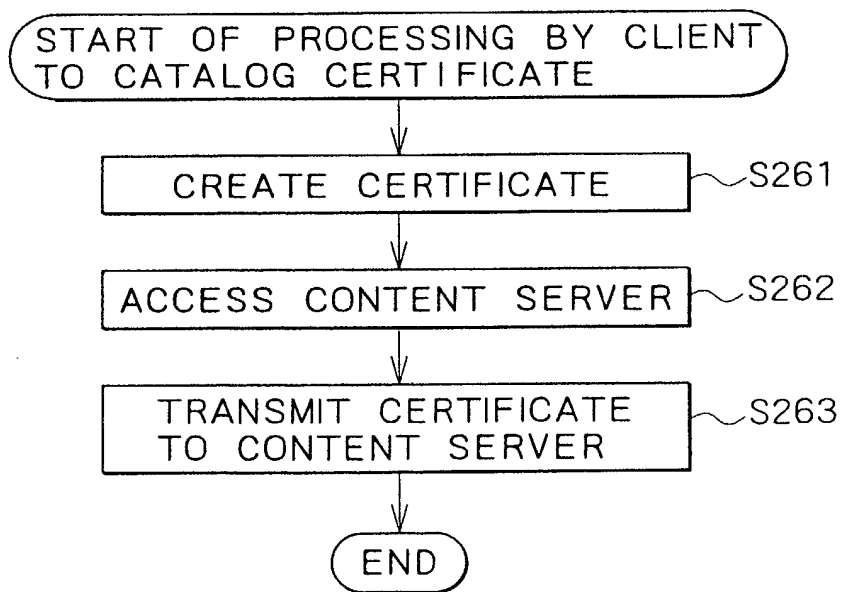 START OF PROCESSING BY CLIENT
TO CATALOG CERTIFICATE
CREATE CERTIFICATE
S261
ACCESS CONTENT SERVER
S262
TRANSMIT CERTIFICATE
TO CONTENT SERVER
S263
END